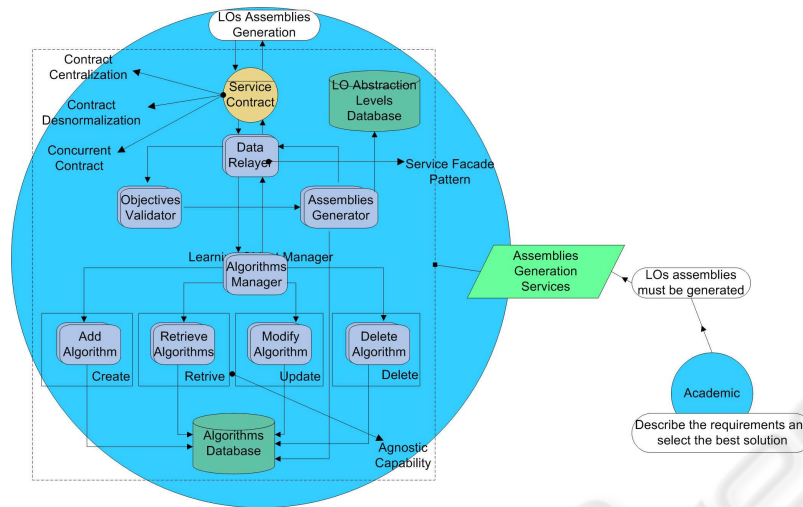 LOs Assemblies
Generation
Contract
Centralization
Service
Contract
LO Abstraction
Levels
Database
Contract
Desnormalization
Concurrent
Contract
Data
Relayer
Service Facade
Pattern
Objectives
Validator
Assemblies
Generator
Manager
Algorithms
Manager
Assemblies
Generation
Services
LOs assemblies
must be generated
Add
Algorithm
Create
Retrieve
Algorithms
Retrive
Modify
Algorithm
Update
Delete
Algorithm
Delete
Academic
Describe the requirements an
select the best solution
Algorithms
Database
Agnostic
Capability